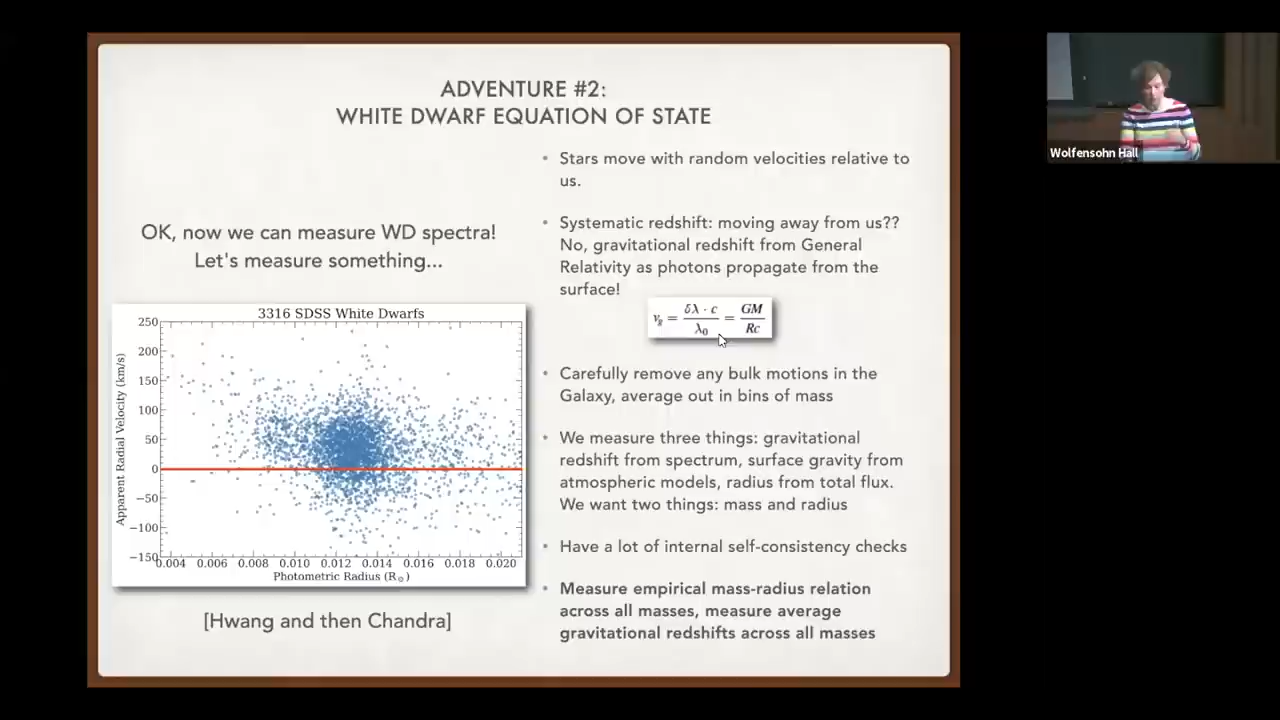 ADVENTURE #2:
WHITE DWARF EQUATION OF STATE
OK, now we can measure WD spectra!
Let's measure something...
3316 SDSS White Dwarfs
Apparent Radial Velocity (km/s)
250
200
150
100
50
0
−50
−100
−150
0.004 0.006 0.008 0.010 0.012 0.014 0.016 0.018 0.020
Photometric Radius (R☉)
[Hwang and then Chandra]
• Stars move with random velocities relative to
us.
• Systematic redshift: moving away from us??
No, gravitational redshift from General
Relativity as photons propagate from the
surface!
v_g = δλ · c / λ₀ = GM / Rc
• Carefully remove any bulk motions in the
Galaxy, average out in bins of mass
• We measure three things: gravitational
redshift from spectrum, surface gravity from
atmospheric models, radius from total flux.
We want two things: mass and radius
• Have a lot of internal self-consistency checks
• Measure empirical mass-radius relation
across all masses, measure average
gravitational redshifts across all masses
Wolfensohn Hall